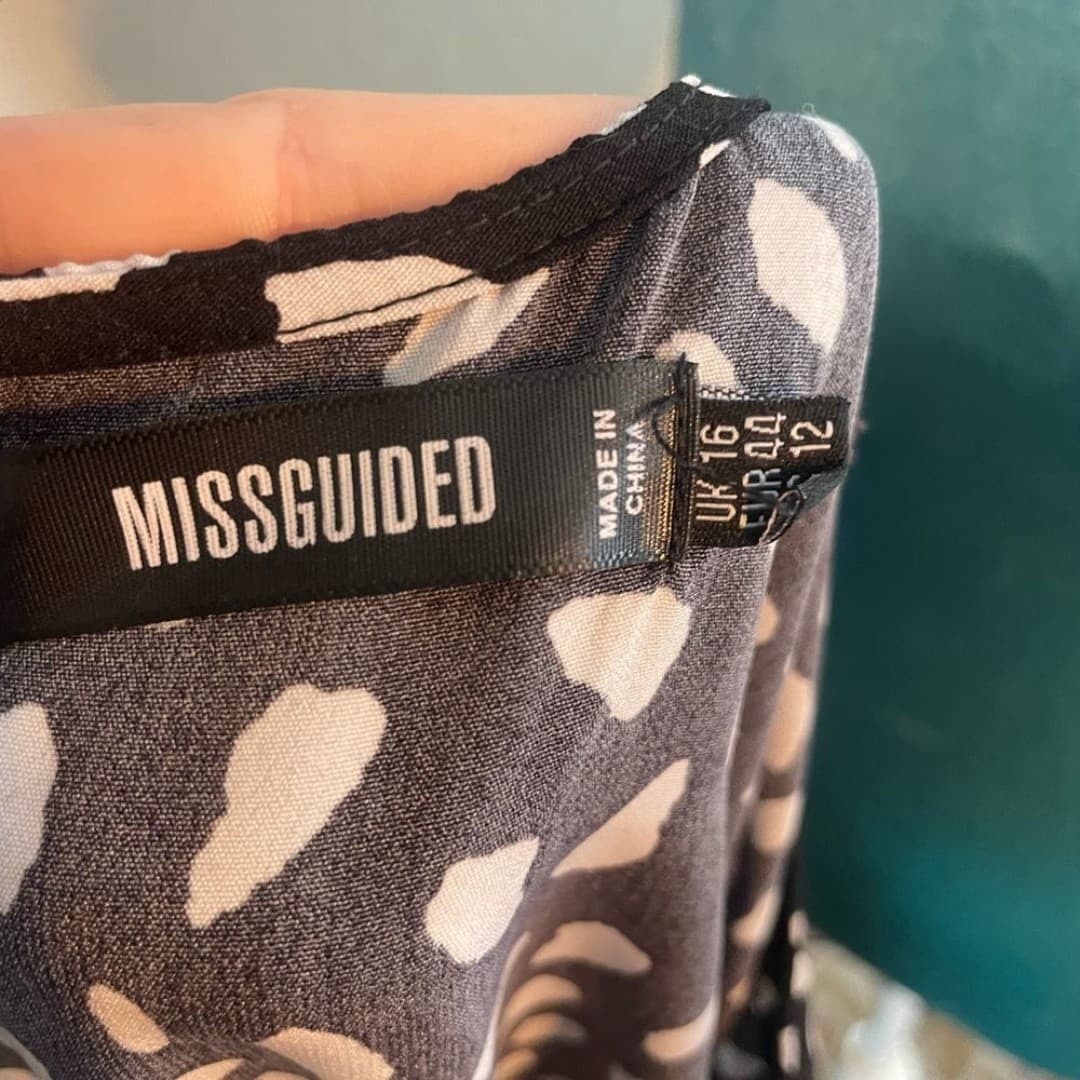 MISSGUIDED
MADE IN
CHINA
UK 16
EUR 44
12